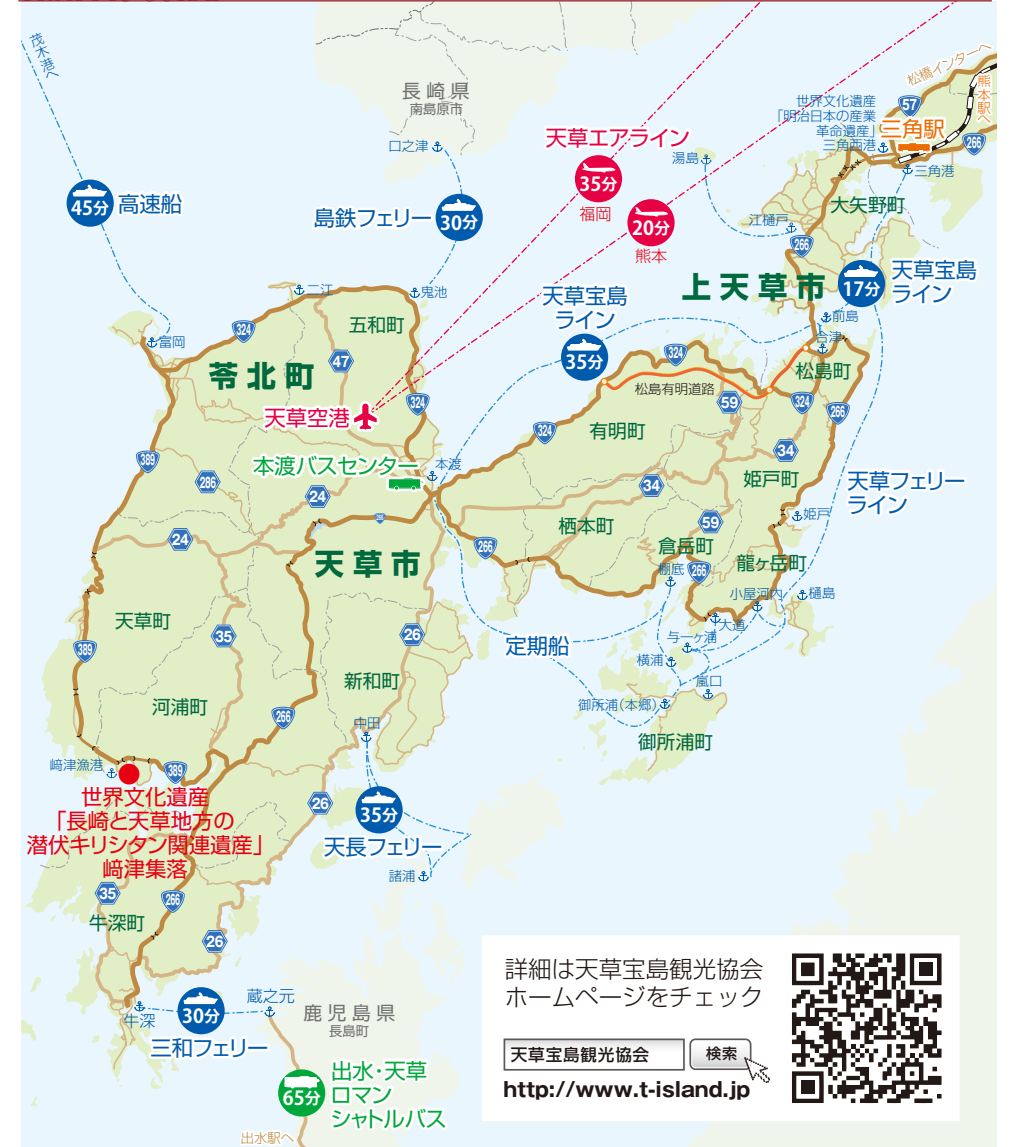 茂木港へ
長崎県
南島原市
口之津
45分
高速船
島鉄フェリー
30分
天草エアライン
35分
福岡
20分
熊本
湯島
世界文化遺産
「明治日本の産業
革命遺産」
三角西港
三角駅
松橋インターへ
熊本駅へ
57
266
三角港
大矢野町
江樋戸
266
上天草市
17分
天草宝島
ライン
天草宝島
ライン
35分
前島
合津
松島町
二江
鬼池
富岡
324
五和町
47
苓北町
天草空港
324
324
松島有明道路
59
324
266
有明町
324
389
286
本渡バスセンター
本渡
24
24
34
34
姫戸町
天草フェリー
ライン
姫戸
栖本町
59
倉岳町
266
266
棚底
龍ヶ岳町
小屋河内
樋島
大道
与一ヶ浦
横浦
嵐口
御所浦(本郷)
御所浦町
定期船
天草市
天草町
35
26
389
新和町
河浦町
266
中田
﨑津漁港
389
世界文化遺産
「長崎と天草地方の
潜伏キリシタン関連遺産」
﨑津集落
26
35分
天長フェリー
諸浦
35
266
牛深町
26
牛深
30分
三和フェリー
蔵之元
鹿児島県
長島町
65分
出水・天草
ロマン
シャトルバス
出水駅へ
詳細は天草宝島観光協会
ホームページをチェック
天草宝島観光協会
検索
http://www.t-island.jp